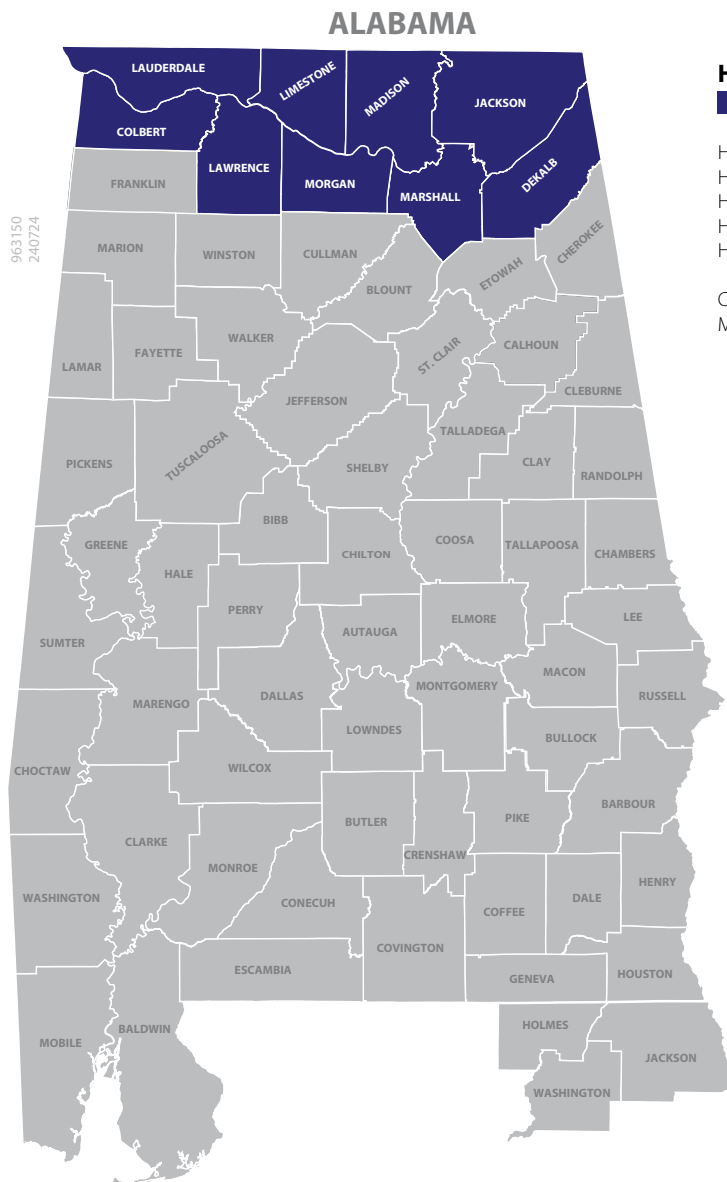 ALABAMA
LAUDERDALE
LIMESTONE
MADISON
JACKSON
COLBERT
LAWRENCE
MORGAN
MARSHALL
DEKALB
FRANKLIN
963150
240724
MARION
WINSTON
CULLMAN
BLOUNT
ETOWAH
CHEROKEE
LAMAR
FAYETTE
WALKER
JEFFERSON
ST. CLAIR
CALHOUN
CLEBURNE
PICKENS
TUSCALOOSA
SHELBY
TALLADEGA
CLAY
RANDOLPH
GREENE
HALE
BIBB
CHILTON
COOSA
TALLAPOOSA
CHAMBERS
SUMTER
PERRY
AUTAUGA
ELMORE
LEE
MARENGO
DALLAS
LOWNDES
MONTGOMERY
MACON
RUSSELL
CHOCTAW
WILCOX
BULLOCK
CLARKE
BUTLER
CRENSHAW
PIKE
BARBOUR
WASHINGTON
MONROE
CONECUH
COVINGTON
COFFEE
DALE
HENRY
ESCAMBIA
GENEVA
HOUSTON
MOBILE
BALDWIN
HOLMES
JACKSON
WASHINGTON
H
H
H
H
H
H
M